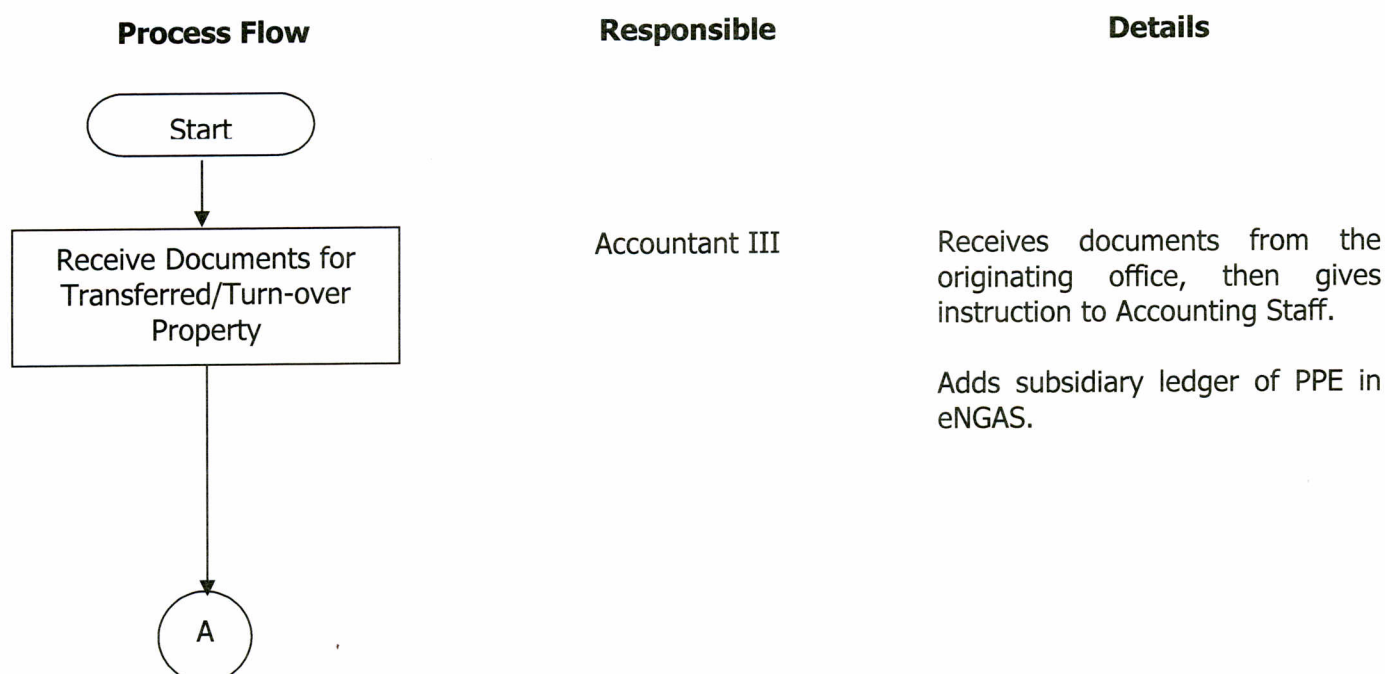 Process Flow
Responsible
Details
Start
Receive Documents for
Transferred/Turn-over
Property
Accountant III
Receives documents from the
originating office, then gives
instruction to Accounting Staff.
Adds subsidiary ledger of PPE in
eNGAS.
A